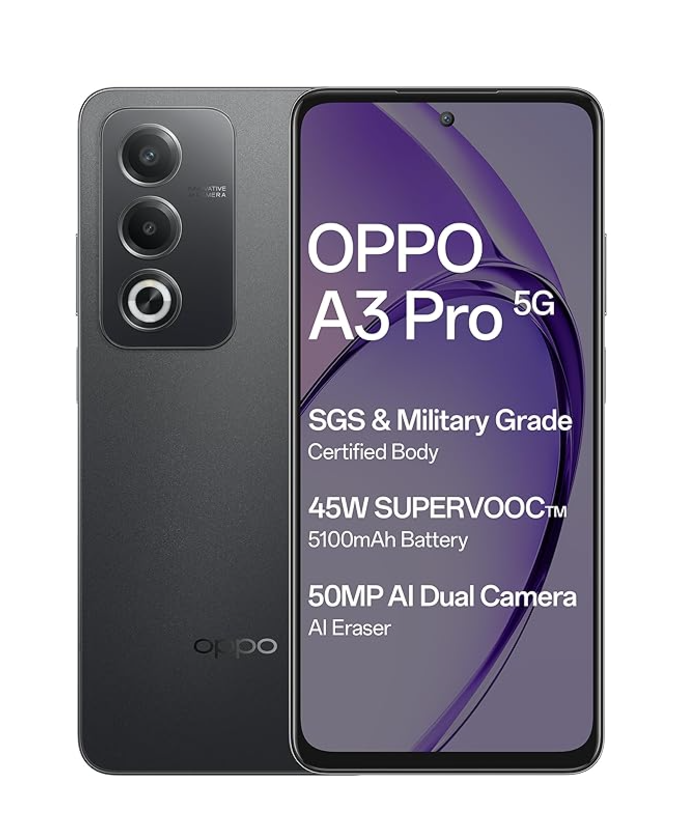 OPPO
A3 Pro 5G
SGS & Military Grade
Certified Body
45W SUPERVOOC™
5100mAh Battery
50MP AI Dual Camera
AI Eraser
oppo